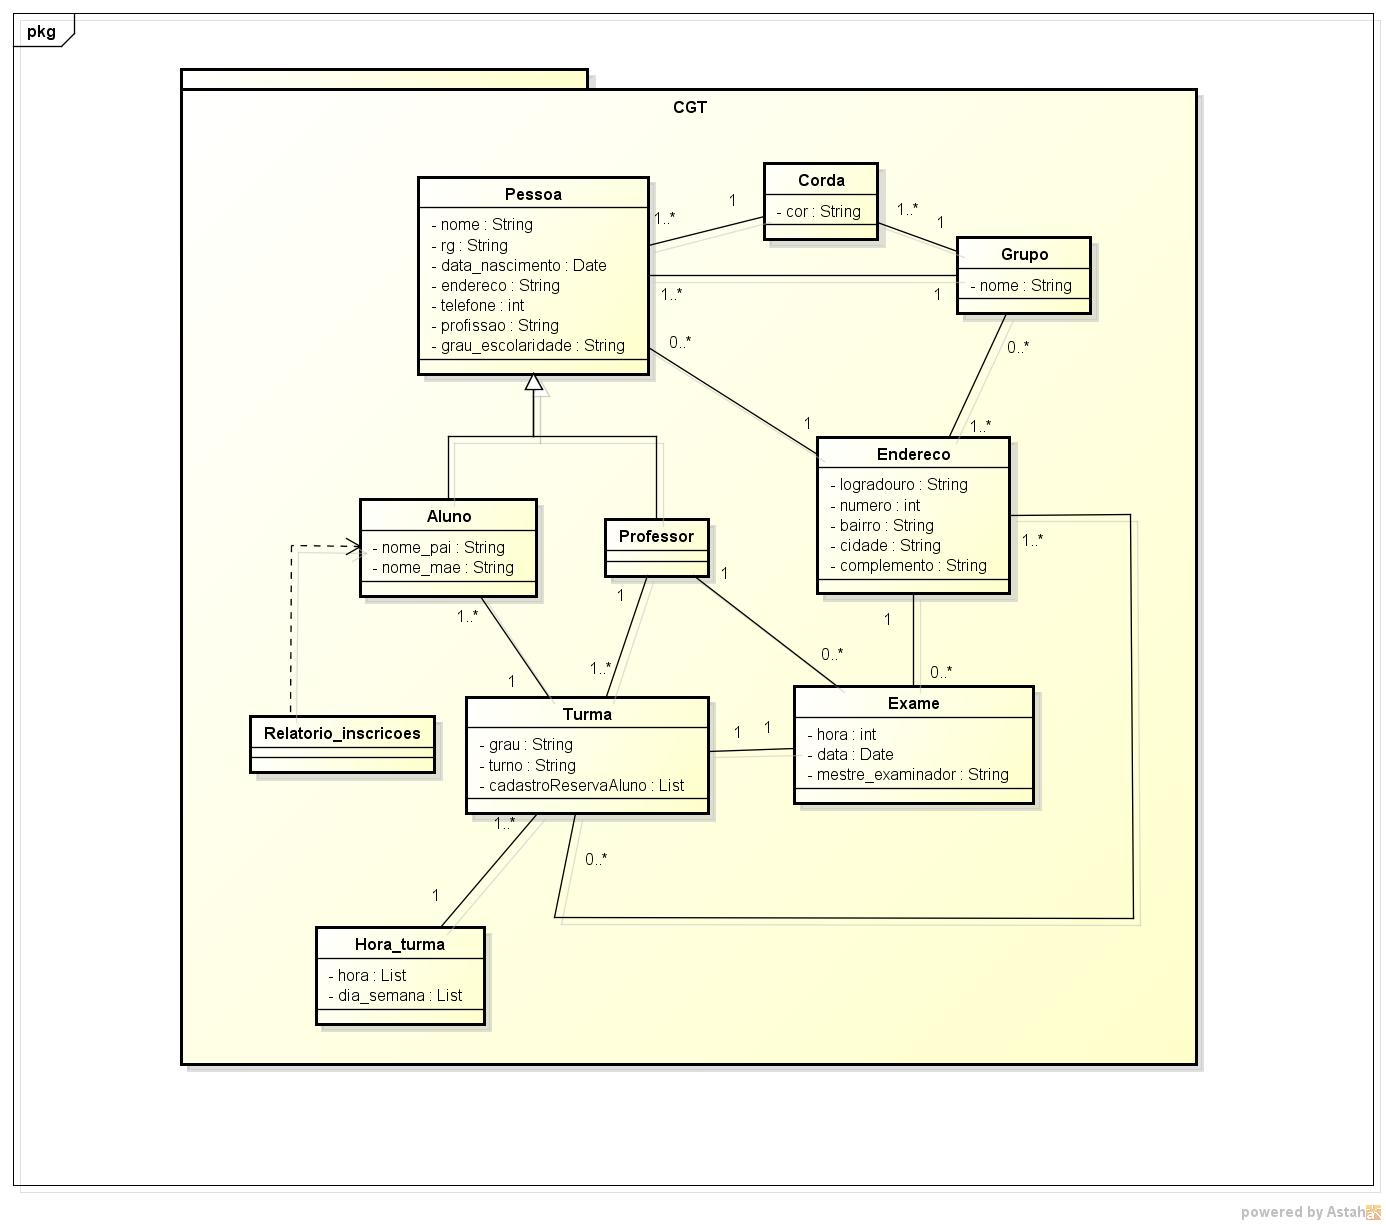 pkg
CGT
Pessoa
- nome : String
- rg : String
- data_nascimento : Date
- endereco : String
- telefone : int
- profissao : String
- grau_escolaridade : String
1..*
1
Corda
- cor : String
1..*
1
Grupo
- nome : String
1..*
1
0..*
1
0..*
1..*
Endereco
- logradouro : String
- numero : int
- bairro : String
- cidade : String
- complemento : String
1..*
Aluno
- nome_pai : String
- nome_mae : String
Professor
1
1
1..*
1..*
1
0..*
1
0..*
Relatorio_inscricoes
Turma
- grau : String
- turno : String
- cadastroReservaAluno : List
1
1
Exame
- hora : int
- data : Date
- mestre_examinador : String
1..*
0..*
1
Hora_turma
- hora : List
- dia_semana : List
powered by Astah